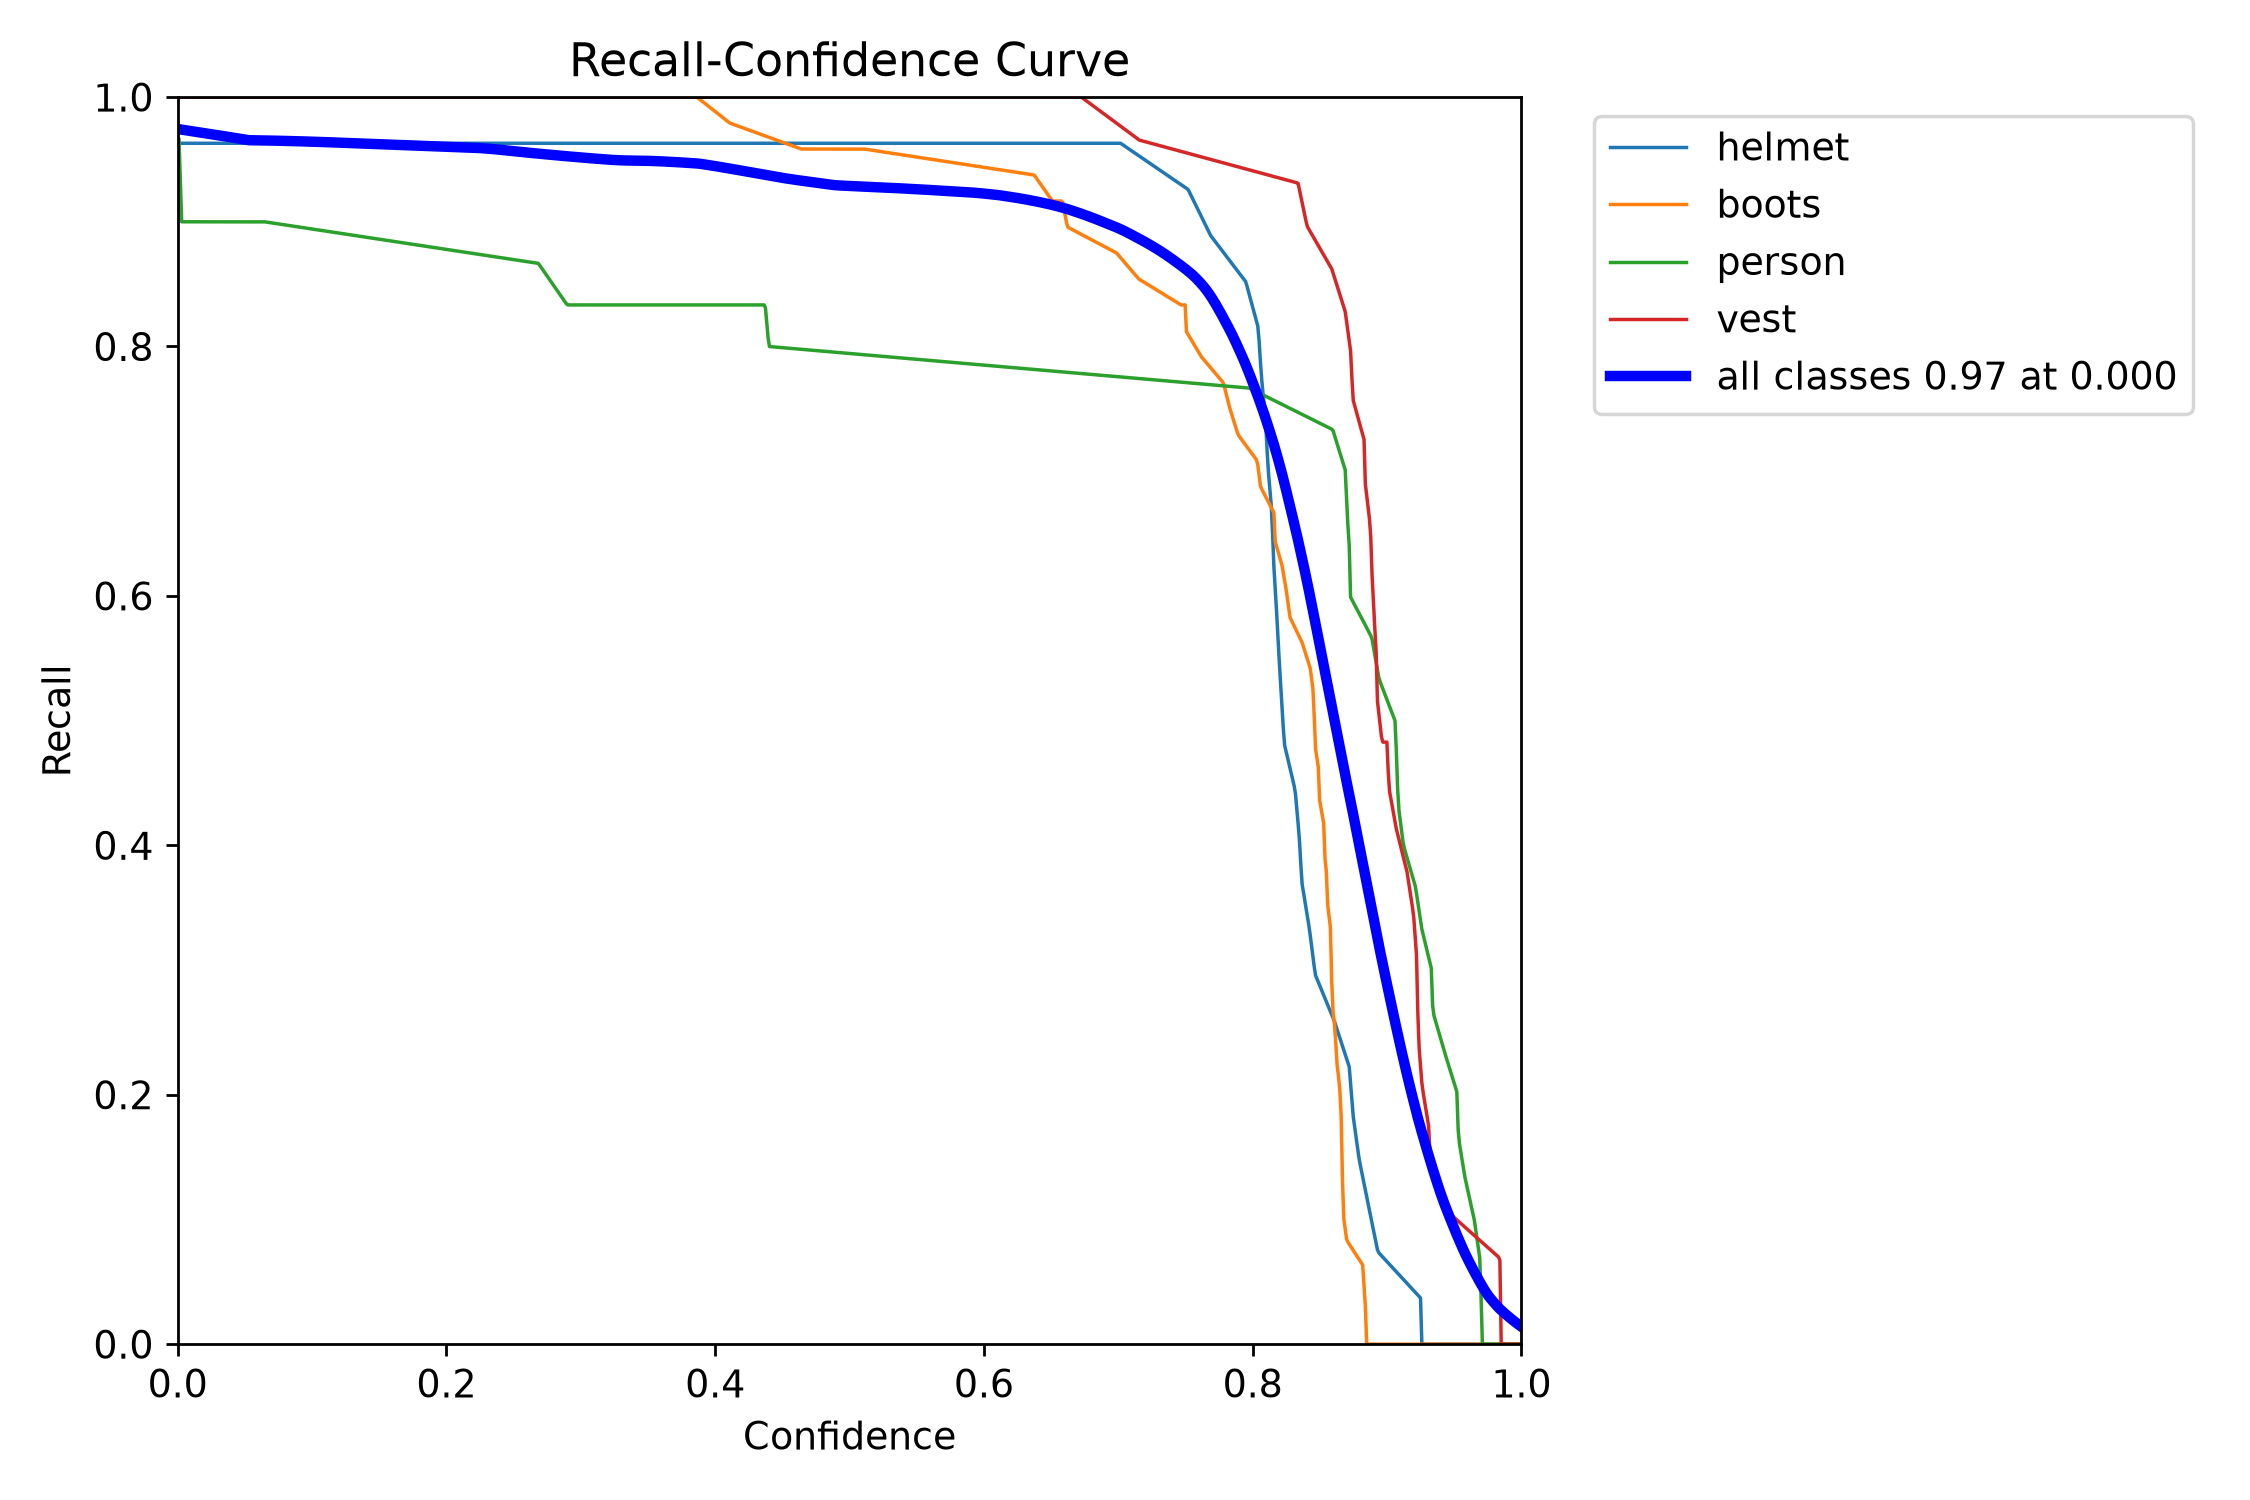 Recall-Confidence Curve
1.0
0.8
0.6
0.4
0.2
0.0
Recall
0.0 0.2 0.4 0.6 0.8 1.0
Confidence
helmet
boots
person
vest
all classes 0.97 at 0.000